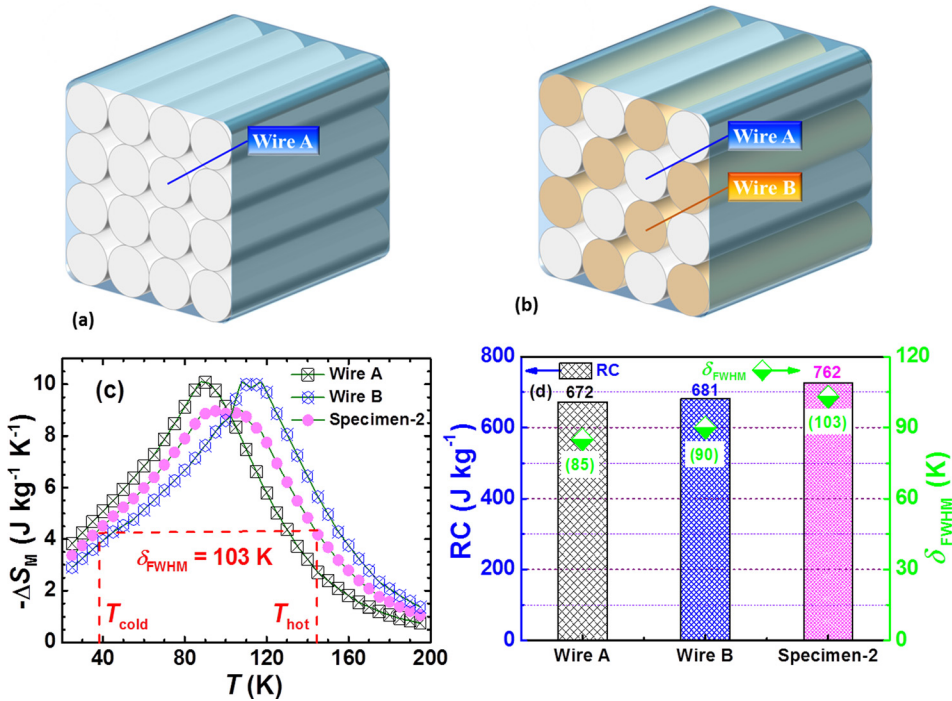 Wire A
(a)
Wire A
Wire B
(b)
(c)
Wire A
Wire B
Specimen-2
-ΔS_M (J kg⁻¹ K⁻¹)
10
8
6
4
2
0
δ_FWHM = 103 K
T_cold
T_hot
40 80 120 160 200
T (K)
(d)
RC
δ_FWHM
672
681
762
(85)
(90)
(103)
RC (J kg⁻¹)
800
600
400
200
0
120
90
60
30
0
δ_FWHM (K)
Wire A Wire B Specimen-2